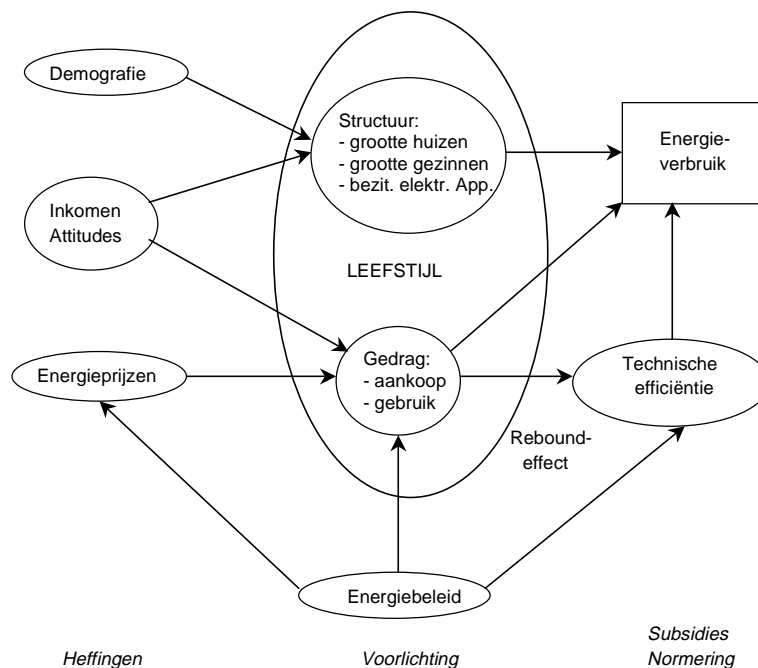 Demografie
Structuur:
- grootte huizen
- grootte gezinnen
- bezit. elektr. App.
Energie-
verbruik
Inkomen
Attitudes
LEEFSTIJL
Energieprijzen
Gedrag:
- aankoop
- gebruik
Technische
efficiëntie
Rebound-
effect
Energiebeleid
Heffingen
Voorlichting
Subsidies
Normering